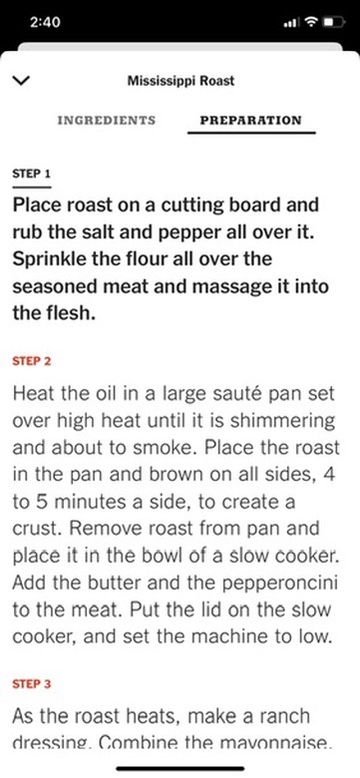 2:40
Mississippi Roast
INGREDIENTS PREPARATION
STEP 1
Place roast on a cutting board and
rub the salt and pepper all over it.
Sprinkle the flour all over the
seasoned meat and massage it into
the flesh.
STEP 2
Heat the oil in a large sauté pan set
over high heat until it is shimmering
and about to smoke. Place the roast
in the pan and brown on all sides, 4
to 5 minutes a side, to create a
crust. Remove roast from pan and
place it in the bowl of a slow cooker.
Add the butter and the pepperoncini
to the meat. Put the lid on the slow
cooker, and set the machine to low.
STEP 3
As the roast heats, make a ranch
dressing. Combine the mayonnaise,